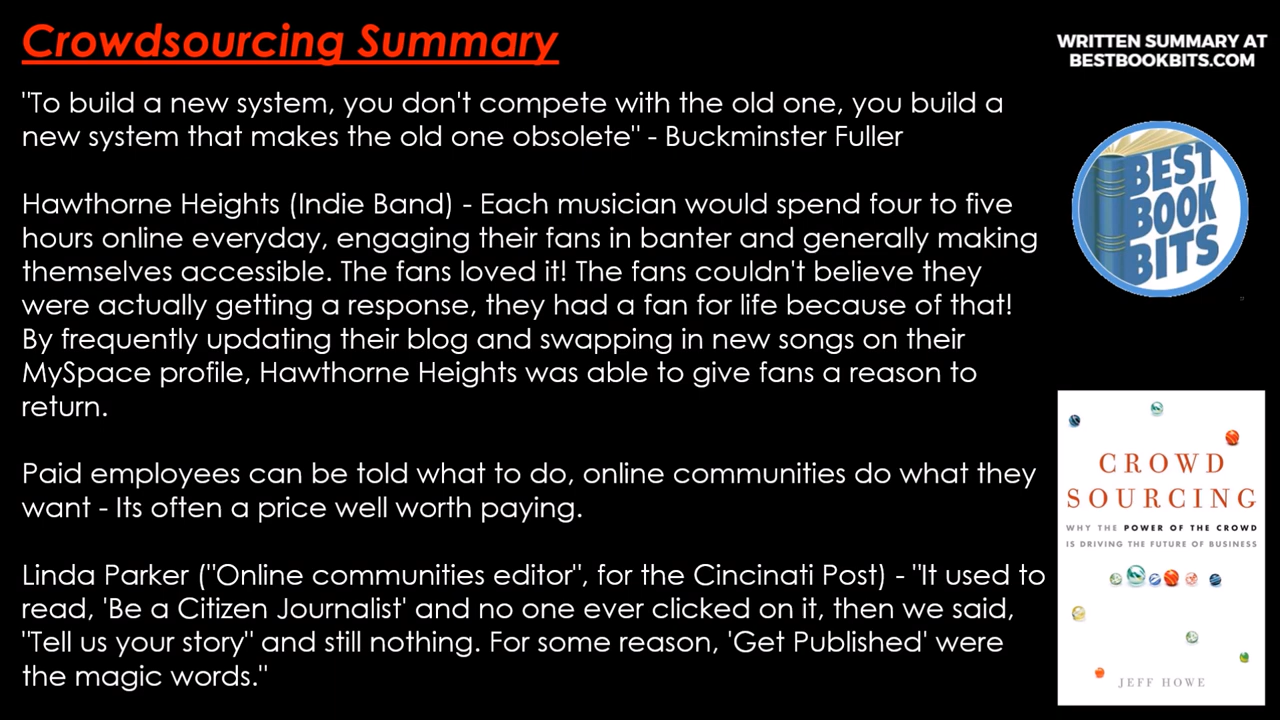 Crowdsourcing Summary
WRITTEN SUMMARY AT
BESTBOOKBITS.COM
"To build a new system, you don't compete with the old one, you build a
new system that makes the old one obsolete" - Buckminster Fuller
BEST
BOOK
BITS
Hawthorne Heights (Indie Band) - Each musician would spend four to five
hours online everyday, engaging their fans in banter and generally making
themselves accessible. The fans loved it! The fans couldn't believe they
were actually getting a response, they had a fan for life because of that!
By frequently updating their blog and swapping in new songs on their
MySpace profile, Hawthorne Heights was able to give fans a reason to
return.
Paid employees can be told what to do, online communities do what they
want - Its often a price well worth paying.
Linda Parker ("Online communities editor", for the Cincinati Post) - "It used to
read, 'Be a Citizen Journalist' and no one ever clicked on it, then we said,
"Tell us your story" and still nothing. For some reason, 'Get Published' were
the magic words."
CROWD
SOURCING
WHY THE POWER OF THE CROWD
IS DRIVING THE FUTURE OF BUSINESS
JEFF HOWE